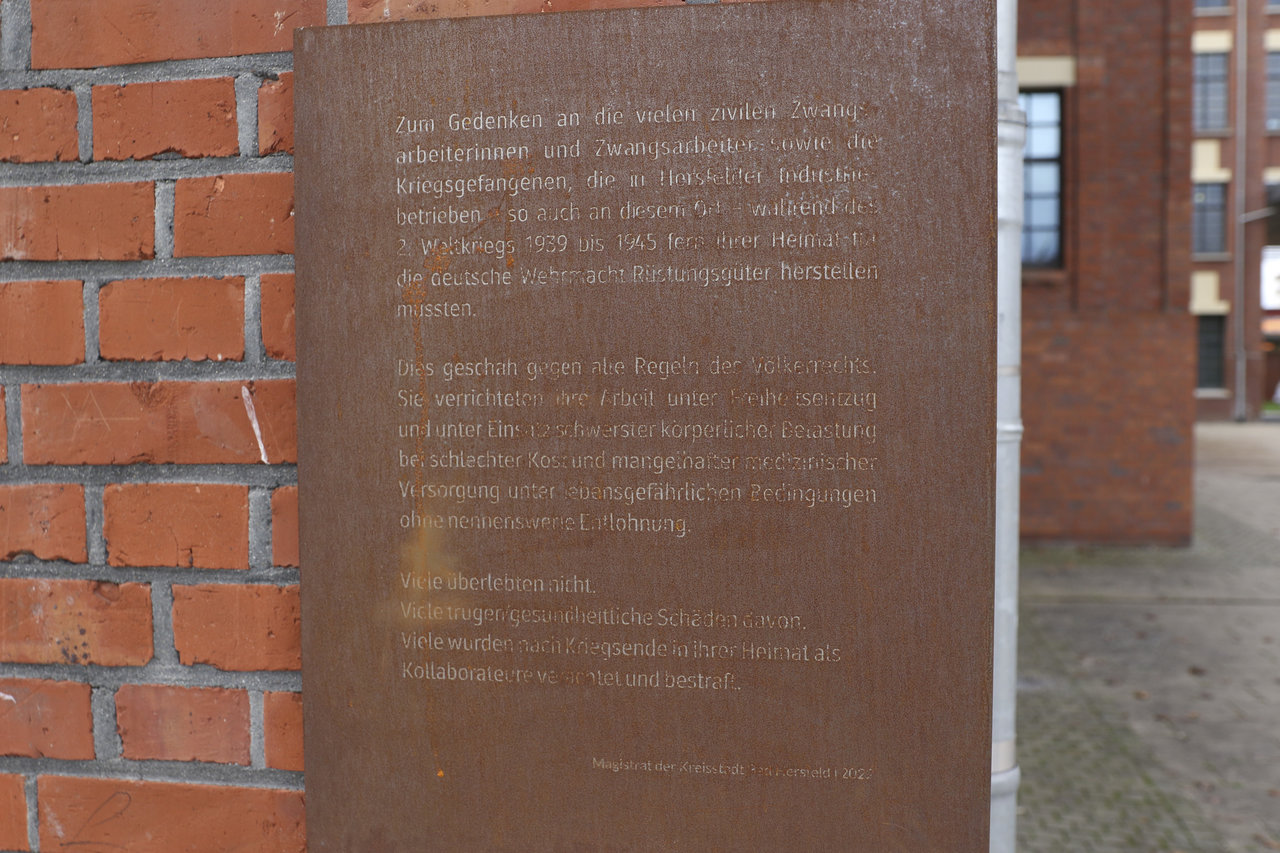 Zum Gedenken an die vielen zivilen Zwangs-
arbeiterinnen und Zwangsarbeiter sowie die
Kriegsgefangenen, die in Hersfelder Industrie-
betrieben – so auch an diesem Ort – während des
2. Weltkriegs 1939 bis 1945 fern ihrer Heimat für
die deutsche Wehrmacht Rüstungsgüter herstellen
mussten.
Dies geschah gegen alle Regeln des Völkerrechts.
Sie verrichteten ihre Arbeit unter Freiheitsentzug
und unter Einsatz schwerster körperlicher Belastung
bei schlechter Kost und mangelhafter medizinischer
Versorgung unter lebensgefährlichen Bedingungen
ohne nennenswerte Entlohnung.
Viele überlebten nicht.
Viele trugen gesundheitliche Schäden davon.
Viele wurden nach Kriegsende in ihrer Heimat als
Kollaborateure verachtet und bestraft.
Magistrat der Kreisstadt Bad Hersfeld